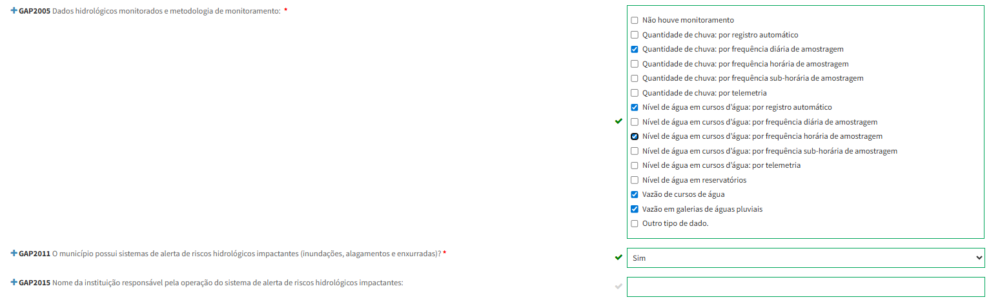 GAP2005 Dados hidrológicos monitorados e metodologia de monitoramento: *
Não houve monitoramento
Quantidade de chuva: por registro automático
Quantidade de chuva: por frequência diária de amostragem
Quantidade de chuva: por frequência horária de amostragem
Quantidade de chuva: por frequência sub-horária de amostragem
Quantidade de chuva: por telemetria
Nível de água em cursos d'água: por registro automático
Nível de água em cursos d'água: por frequência diária de amostragem
Nível de água em cursos d'água: por frequência horária de amostragem
Nível de água em cursos d'água: por frequência sub-horária de amostragem
Nível de água em cursos d'água: por telemetria
Nível de água em reservatórios
Vazão de cursos de água
Vazão em galerias de águas pluviais
Outro tipo de dado.
GAP2011 O município possui sistemas de alerta de riscos hidrológicos impactantes (inundações, alagamentos e enxurradas)? *
Sim
GAP2015 Nome da instituição responsável pela operação do sistema de alerta de riscos hidrológicos impactantes: